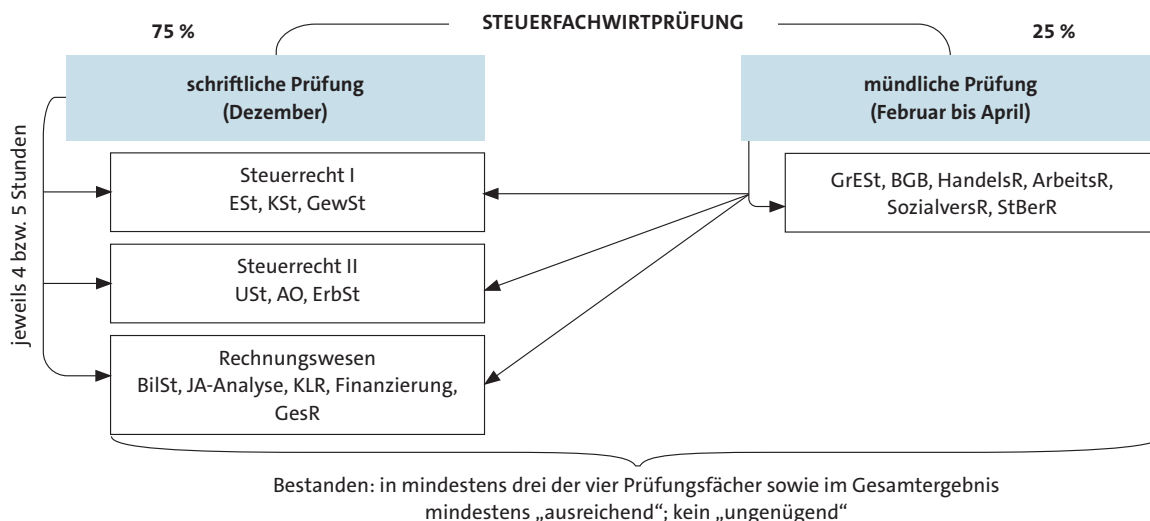 STEUERFACHWIRTPRÜFUNG
75 %
25 %
schriftliche Prüfung
(Dezember)
mündliche Prüfung
(Februar bis April)
jeweils 4 bzw. 5 Stunden
Steuerrecht I
ESt, KSt, GewSt
GrESt, BGB, HandelsR, ArbeitsR,
SozialversR, StBerR
Steuerrecht II
USt, AO, ErbSt
Rechnungswesen
BilSt, JA-Analyse, KLR, Finanzierung,
GesR
Bestanden: in mindestens drei der vier Prüfungsfächer sowie im Gesamtergebnis
mindestens „ausreichend“; kein „ungenügend“